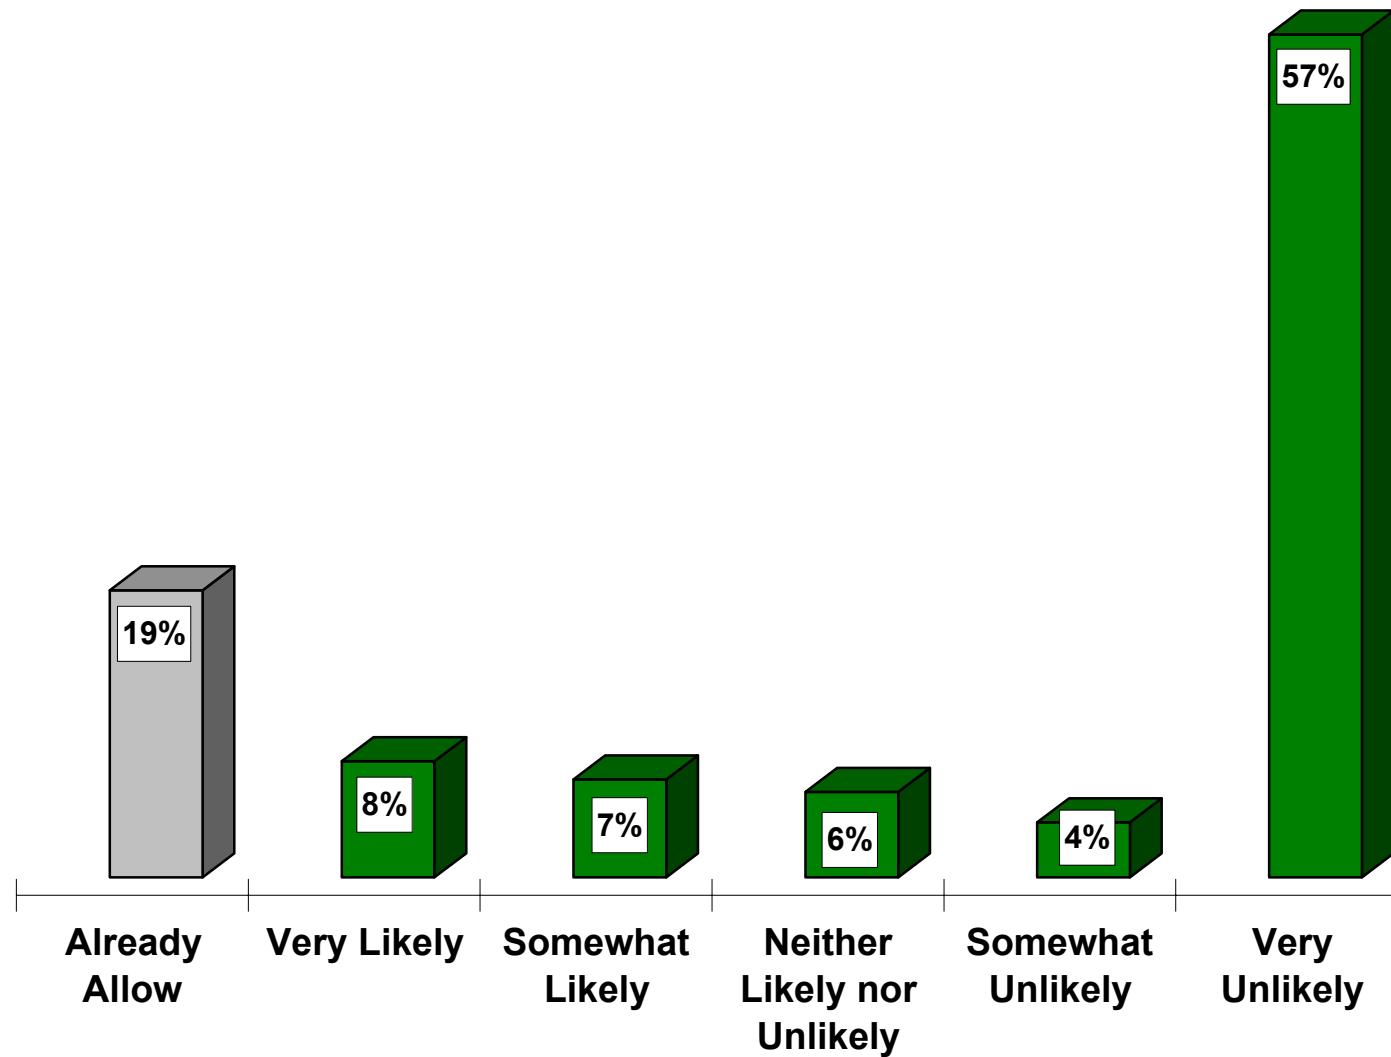 57%
19%
8%
7%
6%
4%
Already
Allow
Very Likely
Somewhat
Likely
Neither
Likely nor
Unlikely
Somewhat
Unlikely
Very
Unlikely